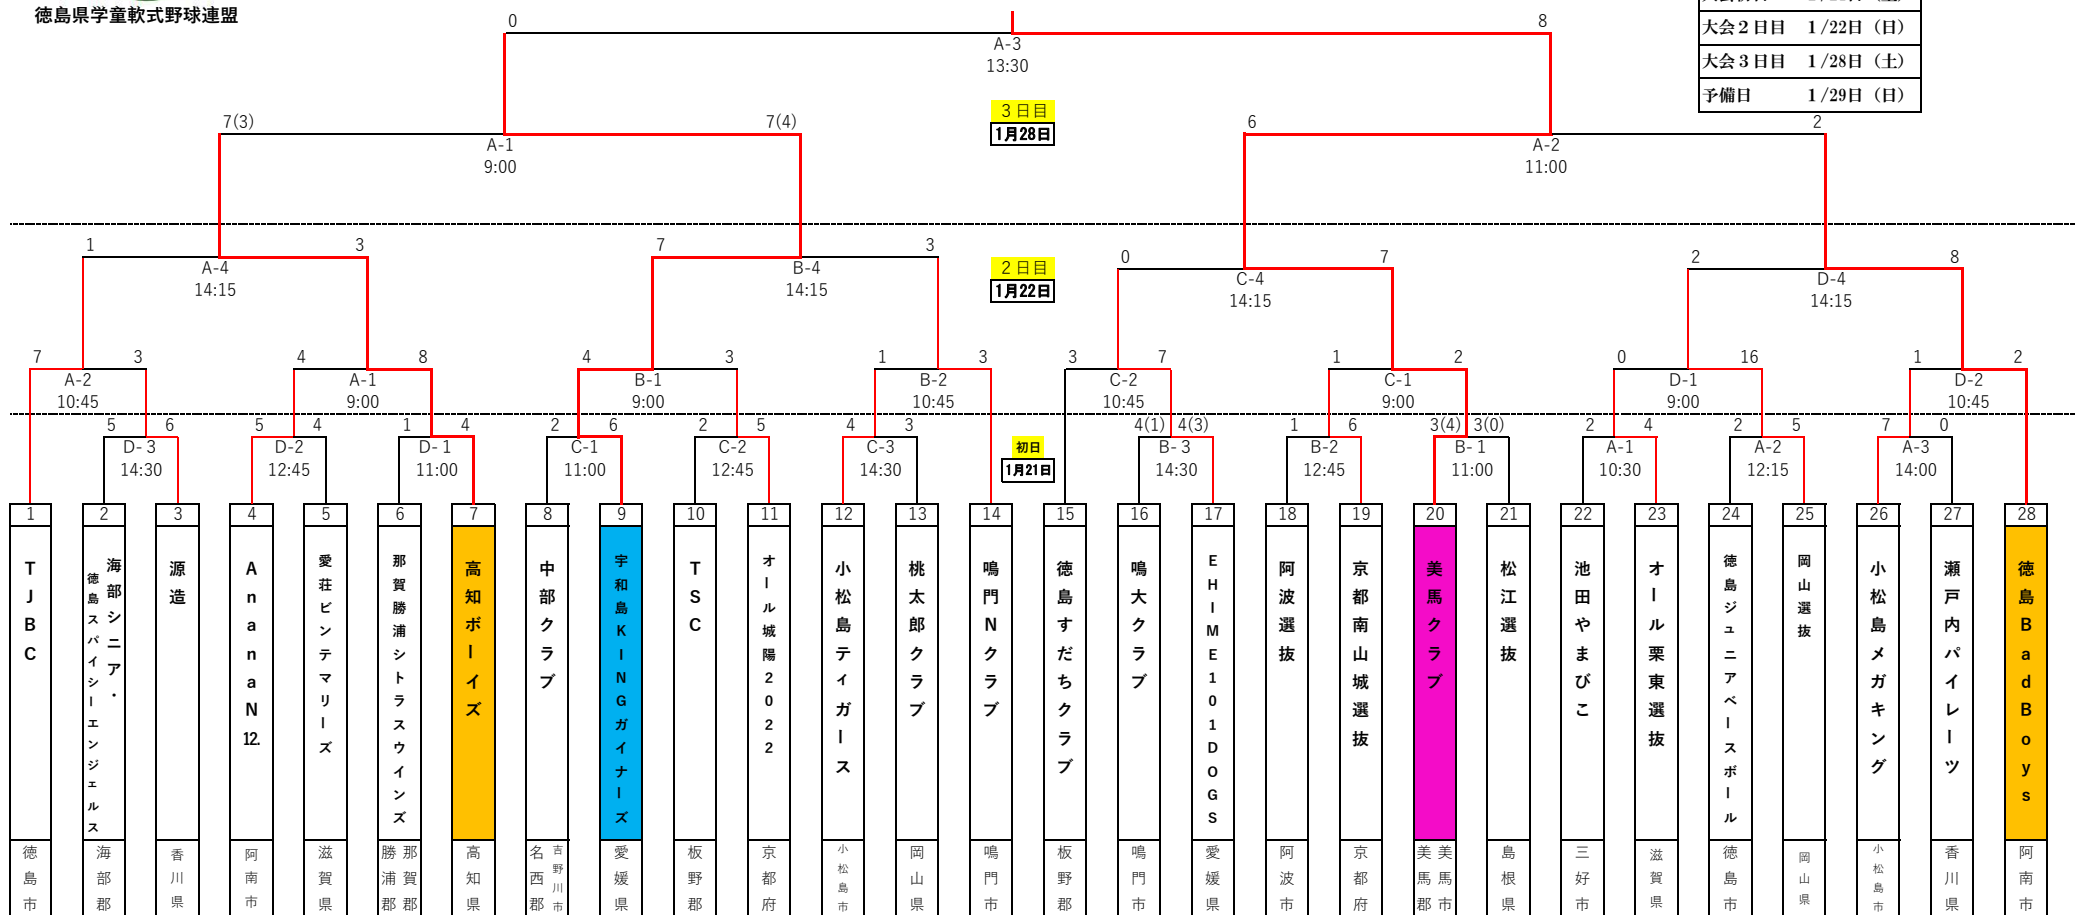 徳島県学童軟式野球連盟
大会２日目 1/22日（日）
大会３日目 1/28日（土）
予備日 1/29日（日）
0 8
A-3
13:30
３日目
1月28日
7(3) 7(4) 6 2
A-1 A-2
9:00 11:00
1 3 7 3 0 7 2 8
A-4 B-4 C-4 D-4
14:15 14:15 14:15 14:15
２日目
1月22日
7 3 4 8 4 3 1 3 3 7 1 2 0 16 1 2
A-2 A-1 B-1 B-2 C-2 C-1 D-1 D-2
10:45 9:00 9:00 10:45 10:45 9:00 9:00 10:45
5 6 5 4 1 4 2 6 2 5 4 3 4(1) 4(3) 1 6 3(4) 3(0) 2 4 2 5 7 0
D-3 D-2 D-1 C-1 C-2 C-3 B-3 B-2 B-1 A-1 A-2 A-3
14:30 12:45 11:00 11:00 12:45 14:30 14:30 12:45 11:00 10:30 12:15 14:00
初日
1月21日
1 2 3 4 5 6 7 8 9 10 11 12 13 14 15 16 17 18 19 20 21 22 23 24 25 26 27 28
TJBC
海部シニア・
徳島スパイシーエンジェルス
源造
AnanaN12.
愛荘ビンテマリーズ
那賀勝浦シトラスウインズ
高知ボーイズ
中部クラブ
宇和島KINGガイナーズ
TSC
オール城陽2022
小松島ティガース
桃太郎クラブ
鳴門Nクラブ
徳島すだちクラブ
鳴大クラブ
EHIME101DOGS
阿波選抜
京都南山城選抜
美馬クラブ
松江選抜
池田やまびこ
オール栗東選抜
徳島ジュニアベースボール
岡山選抜
小松島メガキング
瀬戸内パイレーツ
徳島BadBoys
徳島市
海部郡
香川県
阿南市
滋賀県
那賀郡
勝浦郡
高知県
吉野川市
名西郡
愛媛県
板野郡
京都府
小松島市
岡山県
鳴門市
板野郡
鳴門市
愛媛県
阿波市
京都府
美馬市
美馬郡
島根県
三好市
滋賀県
徳島市
岡山県
小松島市
香川県
阿南市